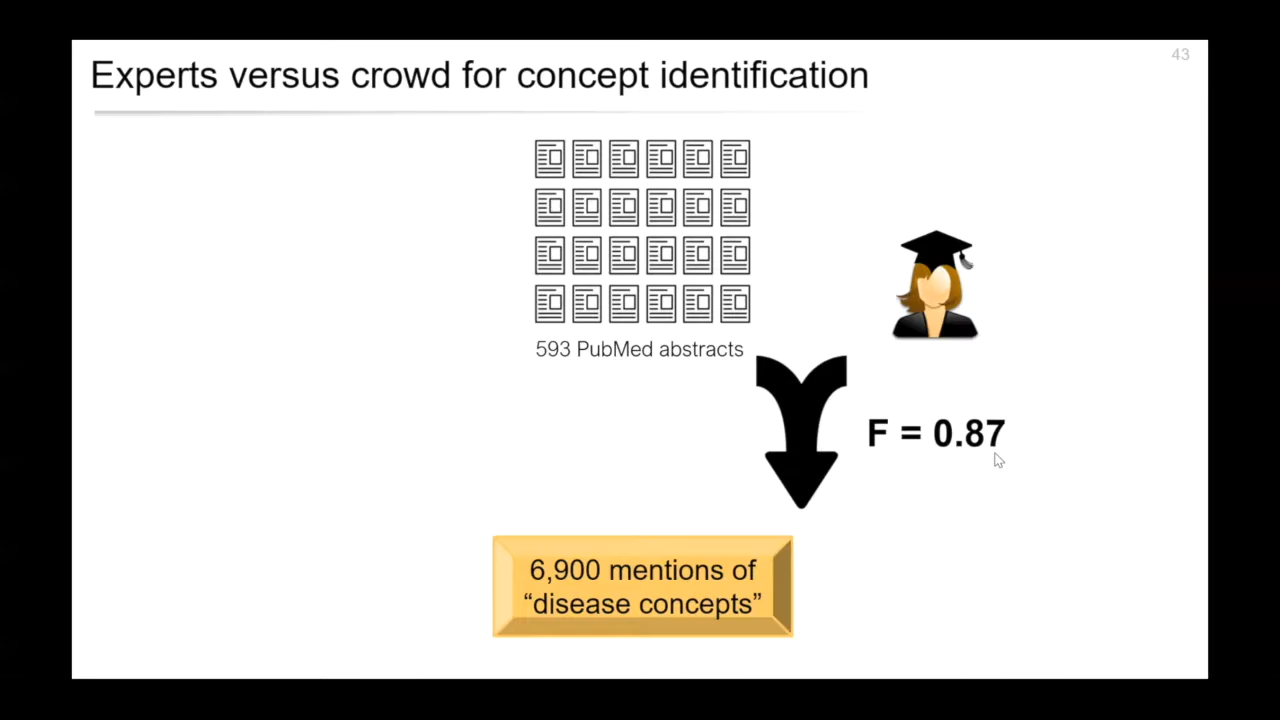 43
Experts versus crowd for concept identification
593 PubMed abstracts
F = 0.87
6,900 mentions of
“disease concepts”